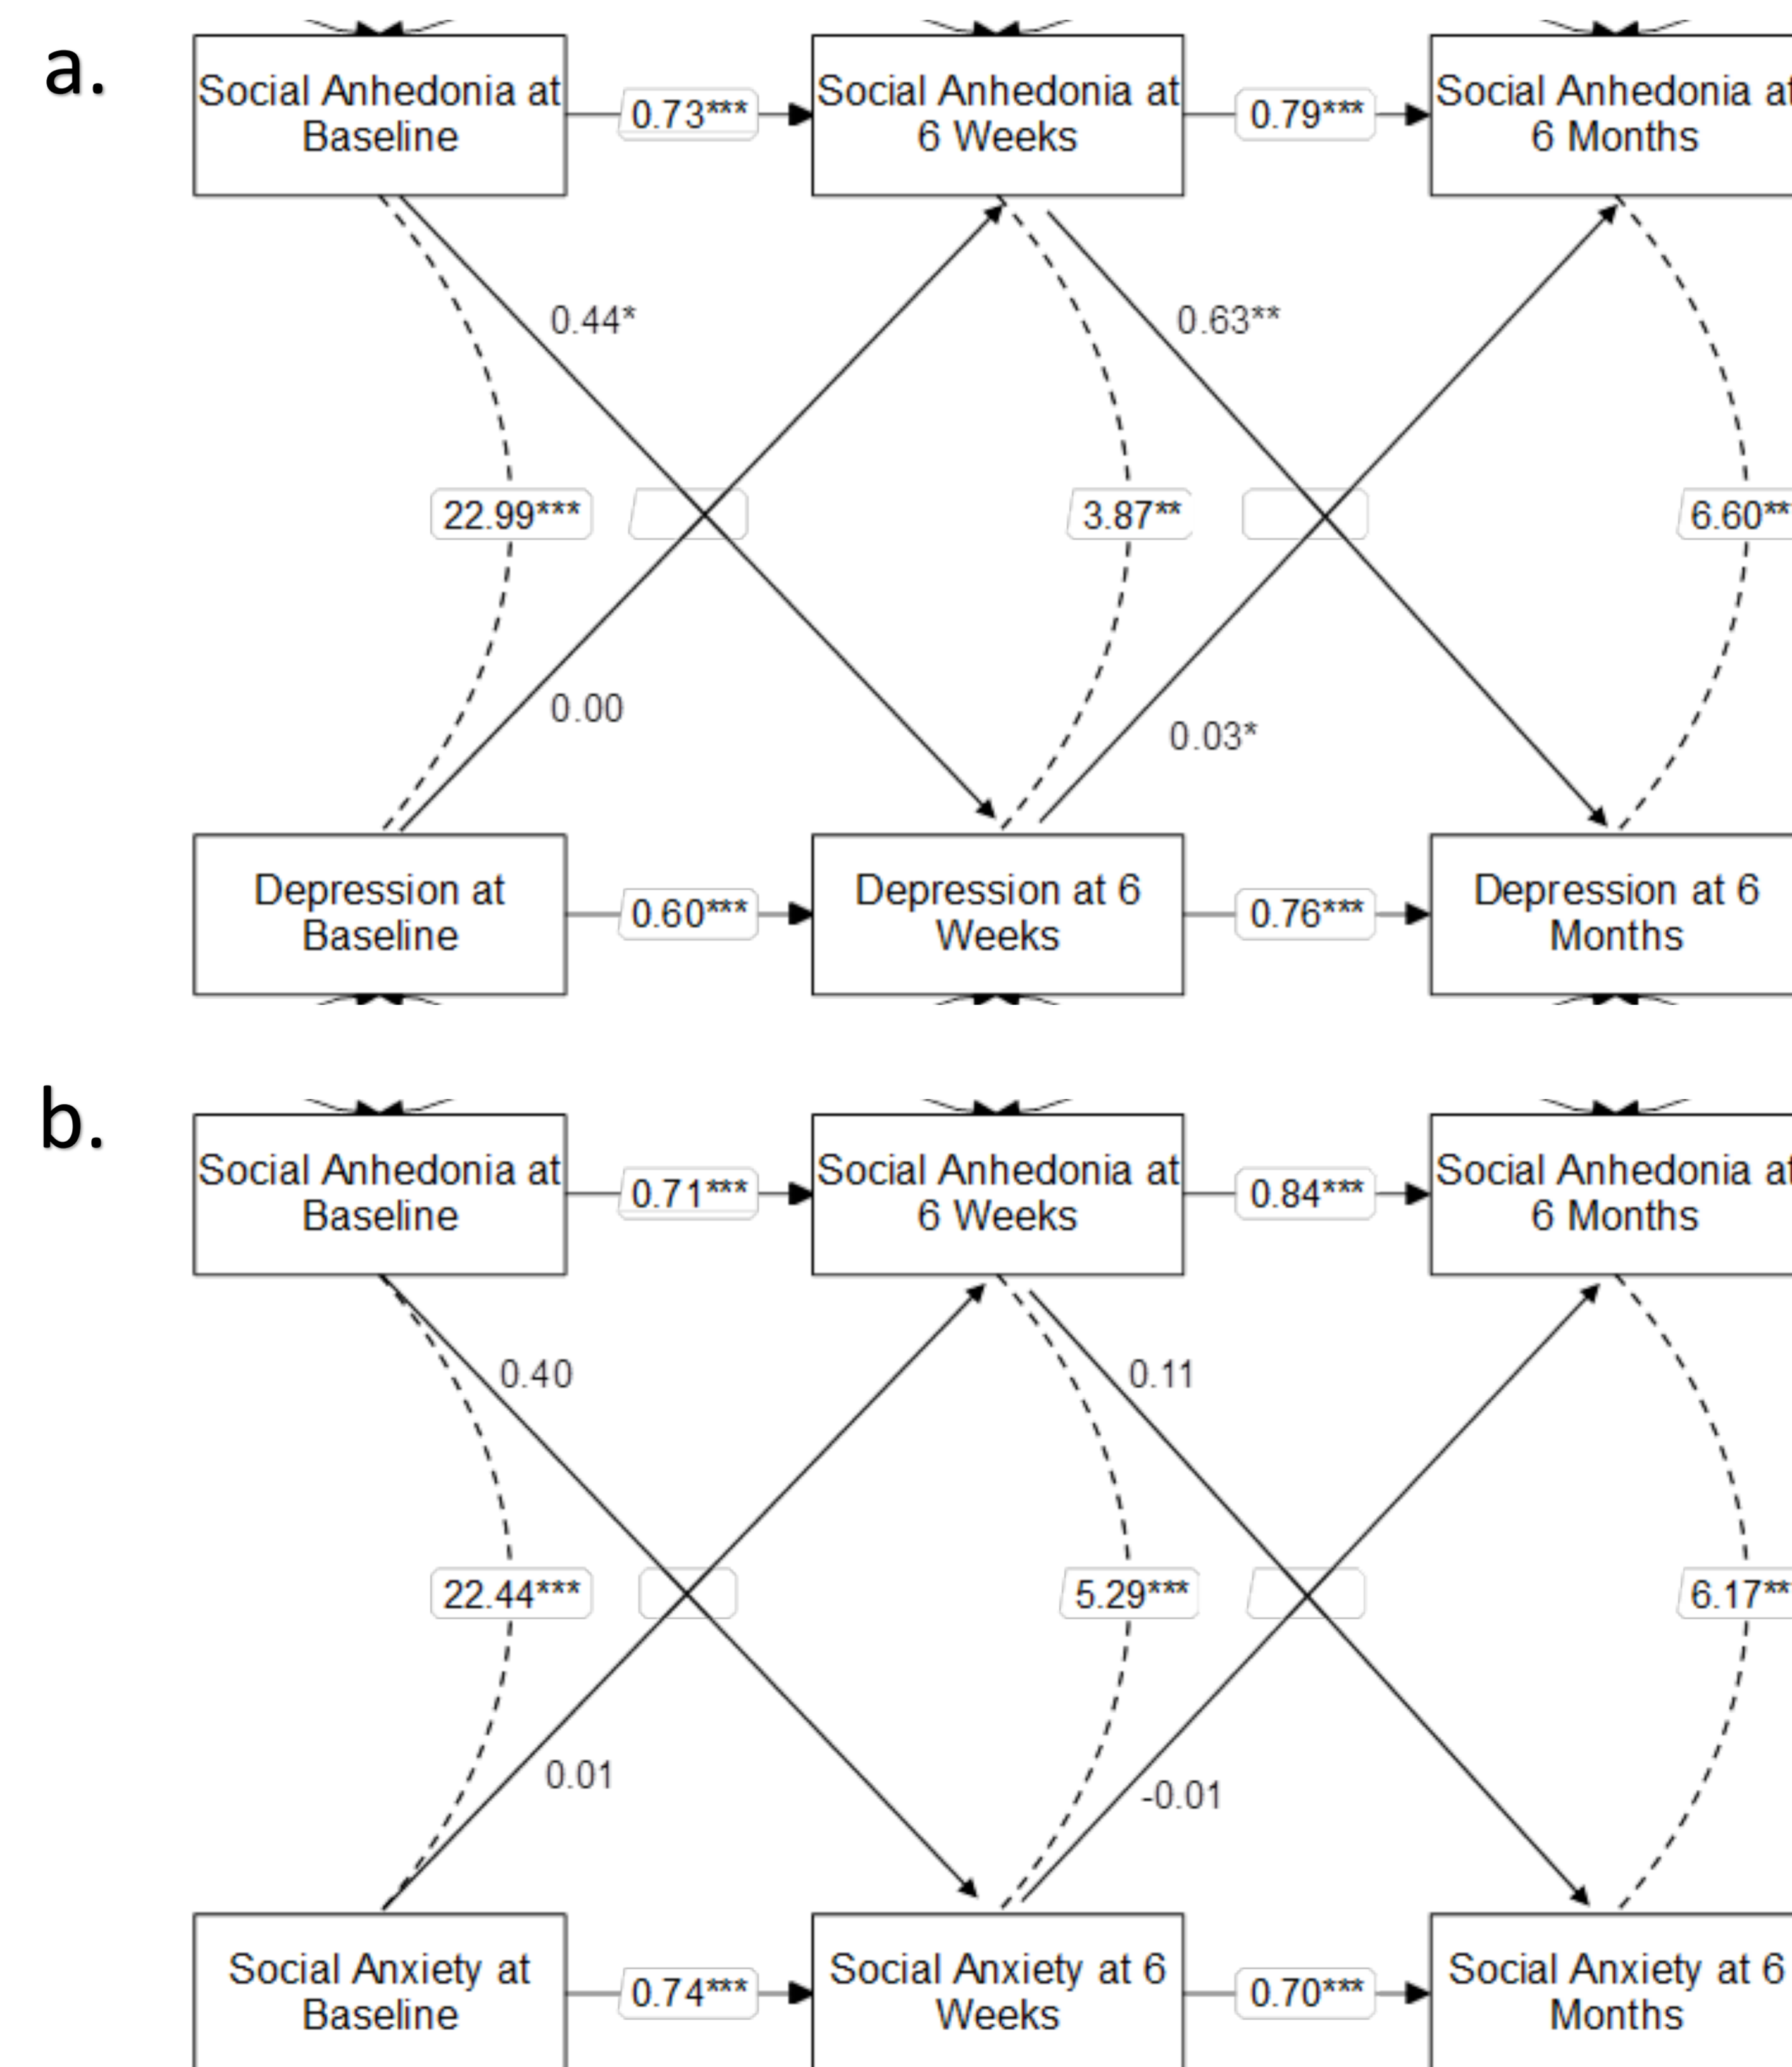 a.
Social Anhedonia at
Baseline
0.73***
Social Anhedonia at
6 Weeks
0.79***
Social Anhedonia at
6 Months
0.44*
0.63**
22.99***
3.87**
6.60**
0.00
0.03*
Depression at
Baseline
0.60***
Depression at 6
Weeks
0.76***
Depression at 6
Months
b.
Social Anhedonia at
Baseline
0.71***
Social Anhedonia at
6 Weeks
0.84***
Social Anhedonia at
6 Months
0.40
0.11
22.44***
5.29***
6.17**
0.01
-0.01
Social Anxiety at
Baseline
0.74***
Social Anxiety at 6
Weeks
0.70***
Social Anxiety at 6
Months